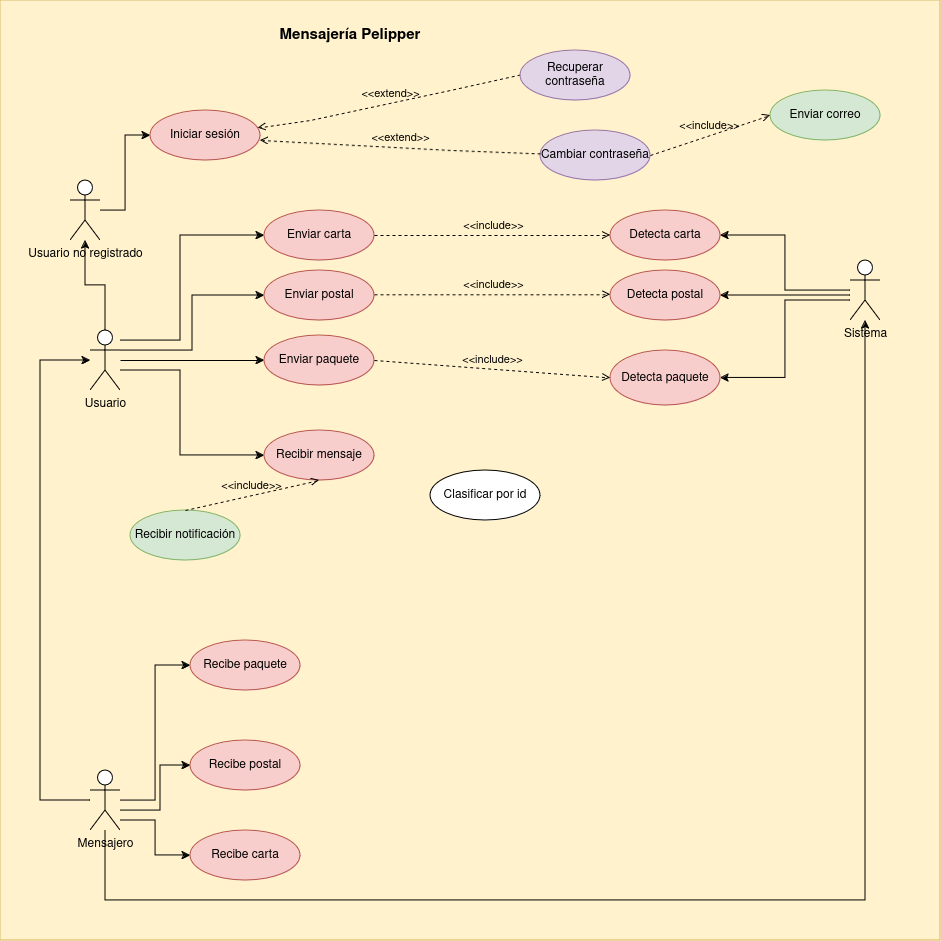 Mensajería Pelipper
Recuperar
contraseña
<<extend>>
Enviar correo
<<include>>
Iniciar sesión
<<extend>>
Cambiar contraseña
Usuario no registrado
Enviar carta
<<include>>
Detecta carta
Enviar postal
<<include>>
Detecta postal
Sistema
Enviar paquete
<<include>>
Detecta paquete
Usuario
Recibir mensaje
<<include>>
Clasificar por id
Recibir notificación
Recibe paquete
Recibe postal
Mensajero
Recibe carta